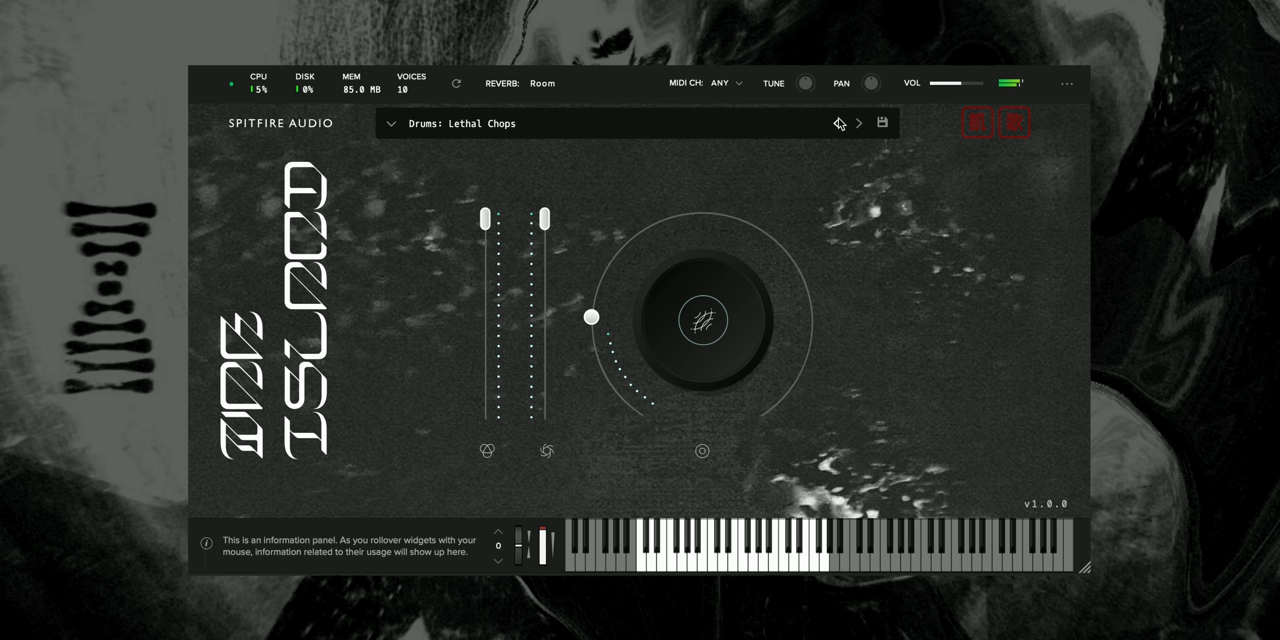 CPU
DISK
MEM
VOICES
5%
0%
85.0 MB
10
REVERB: Room
MIDI CH: ANY
TUNE
PAN
VOL
SPITFIRE AUDIO
Drums: Lethal Chops
ISLAND
v1.0.0
This is an information panel. As you rollover widgets with your
mouse, information related to their usage will show up here.
0